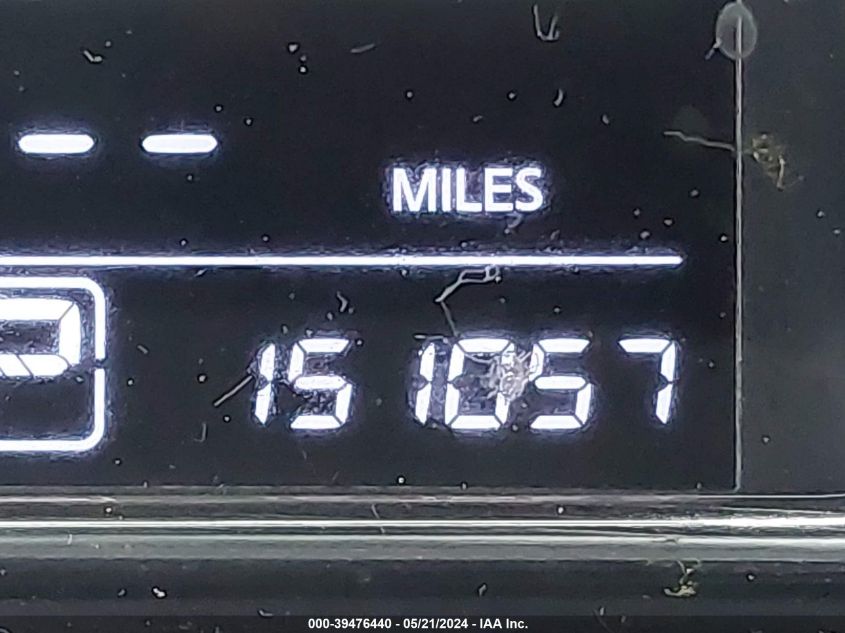 -- --
MILES
P
151057
000-39476440 - 05/21/2024 - IAA Inc.